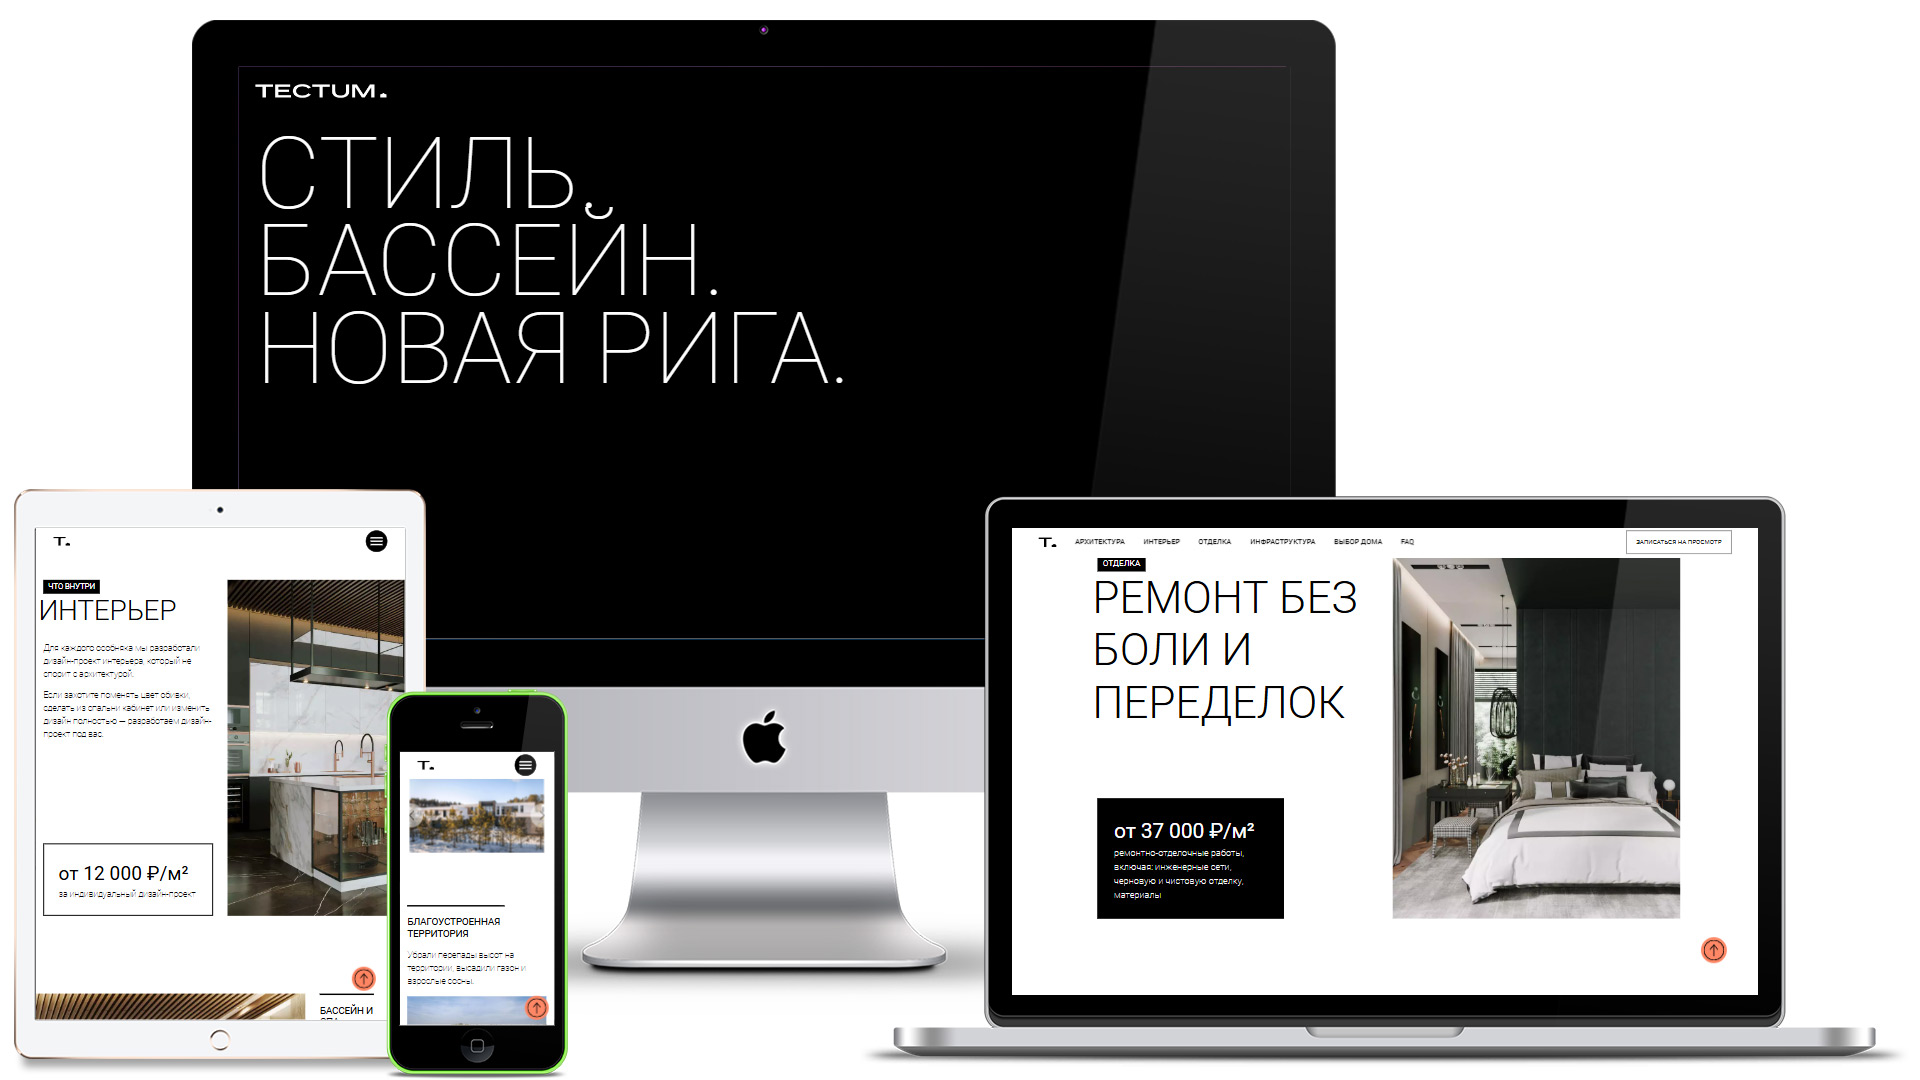 TECTUM.
СТИЛЬ.
БАССЕЙН.
НОВАЯ РИГА.
T.
ЧТО ВНУТРИ
ИНТЕРЬЕР
Для каждого особняка мы разработали
дизайн-проект интерьера, который не
спорит с архитектурой.
Если захотите поменять цвет обивки,
сделать из спальни кабинет или изменить
дизайн полностью — разработаем дизайн-
проект под вас.
от 12 000 ₽/м²
за индивидуальный дизайн-проект
БАССЕЙН И
T.
БЛАГОУСТРОЕННАЯ
ТЕРРИТОРИЯ
Убрали перепады высот на
территории, высадили газон и
взрослые сосны.
T.
АРХИТЕКТУРА ИНТЕРЬЕР ОТДЕЛКА ИНФРАСТРУКТУРА ВЫБОР ДОМА FAQ
ЗАПИСАТЬСЯ НА ПРОСМОТР
ОТДЕЛКА
РЕМОНТ БЕЗ
БОЛИ И
ПЕРЕДЕЛОК
от 37 000 ₽/м²
ремонтно-отделочные работы,
включая: инженерные сети,
черновую и чистовую отделку,
материалы